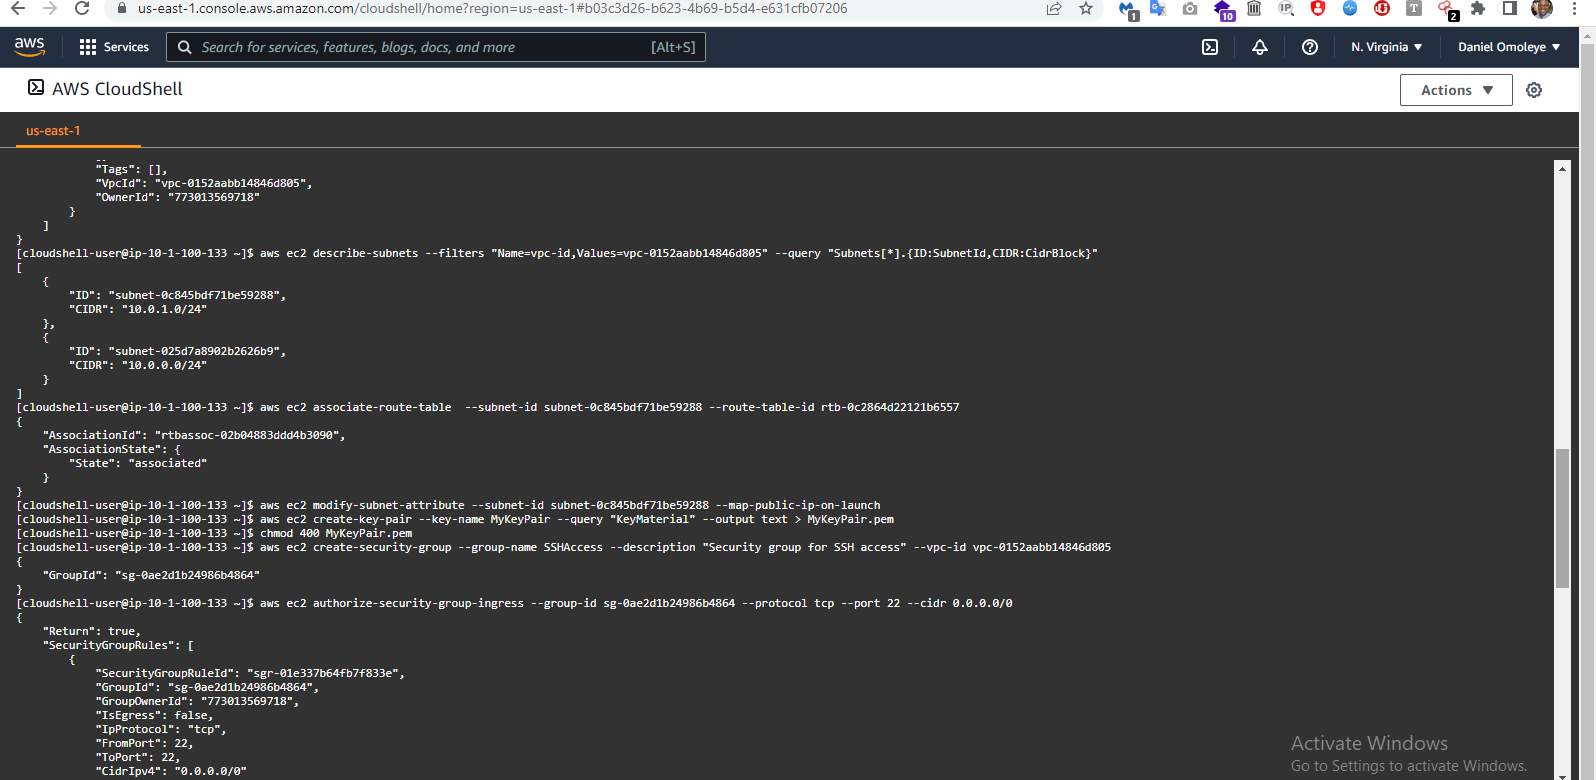 us-east-1.console.aws.amazon.com/cloudshell/home?region=us-east-1#b03c3d26-b623-4b69-b5d4-e631cfb07206
1
10
IP
T
2
aws
Services
Search for services, features, blogs, docs, and more
[Alt+S]
N. Virginia ▼
Daniel Omoleye ▼
AWS CloudShell
Actions ▼
us-east-1
"Tags": [],
"VpcId": "vpc-0152aabb14846d805",
"OwnerId": "773013569718"
}
]
}
[cloudshell-user@ip-10-1-100-133 ~]$ aws ec2 describe-subnets --filters "Name=vpc-id,Values=vpc-0152aabb14846d805" --query "Subnets[*].{ID:SubnetId,CIDR:CidrBlock}"
[
{
"ID": "subnet-0c845bdf71be59288",
"CIDR": "10.0.1.0/24"
},
{
"ID": "subnet-025d7a8902b2626b9",
"CIDR": "10.0.0.0/24"
}
]
[cloudshell-user@ip-10-1-100-133 ~]$ aws ec2 associate-route-table  --subnet-id subnet-0c845bdf71be59288 --route-table-id rtb-0c2864d22121b6557
{
"AssociationId": "rtbassoc-02b04883ddd4b3090",
"AssociationState": {
"State": "associated"
}
}
[cloudshell-user@ip-10-1-100-133 ~]$ aws ec2 modify-subnet-attribute --subnet-id subnet-0c845bdf71be59288 --map-public-ip-on-launch
[cloudshell-user@ip-10-1-100-133 ~]$ aws ec2 create-key-pair --key-name MyKeyPair --query "KeyMaterial" --output text > MyKeyPair.pem
[cloudshell-user@ip-10-1-100-133 ~]$ chmod 400 MyKeyPair.pem
[cloudshell-user@ip-10-1-100-133 ~]$ aws ec2 create-security-group --group-name SSHAccess --description "Security group for SSH access" --vpc-id vpc-0152aabb14846d805
{
"GroupId": "sg-0ae2d1b24986b4864"
}
[cloudshell-user@ip-10-1-100-133 ~]$ aws ec2 authorize-security-group-ingress --group-id sg-0ae2d1b24986b4864 --protocol tcp --port 22 --cidr 0.0.0.0/0
{
"Return": true,
"SecurityGroupRules": [
{
"SecurityGroupRuleId": "sgr-01e337b64fb7f833e",
"GroupId": "sg-0ae2d1b24986b4864",
"GroupOwnerId": "773013569718",
"IsEgress": false,
"IpProtocol": "tcp",
"FromPort": 22,
"ToPort": 22,
"CidrIpv4": "0.0.0.0/0"
Activate Windows
Go to Settings to activate Windows.